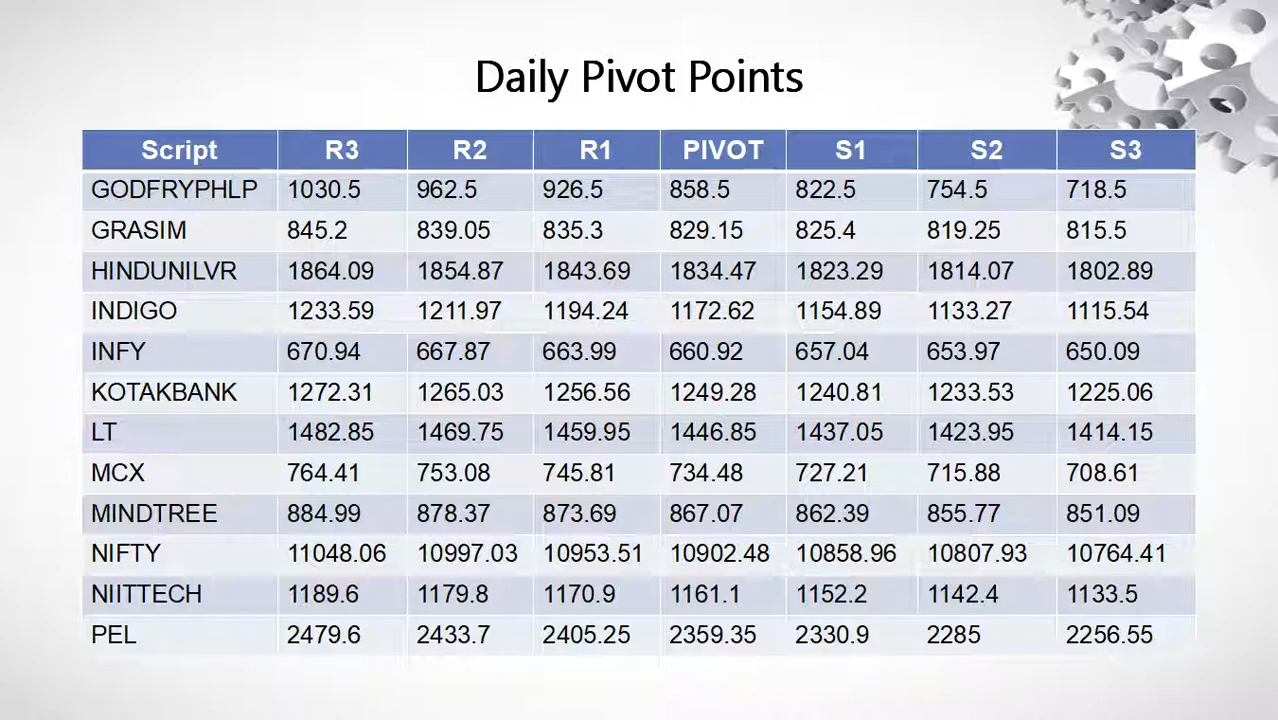 Daily Pivot Points
Script R3 R2 R1 PIVOT S1 S2 S3
GODFRYPHLP 1030.5 962.5 926.5 858.5 822.5 754.5 718.5
GRASIM 845.2 839.05 835.3 829.15 825.4 819.25 815.5
HINDUNILVR 1864.09 1854.87 1843.69 1834.47 1823.29 1814.07 1802.89
INDIGO 1233.59 1211.97 1194.24 1172.62 1154.89 1133.27 1115.54
INFY 670.94 667.87 663.99 660.92 657.04 653.97 650.09
KOTAKBANK 1272.31 1265.03 1256.56 1249.28 1240.81 1233.53 1225.06
LT 1482.85 1469.75 1459.95 1446.85 1437.05 1423.95 1414.15
MCX 764.41 753.08 745.81 734.48 727.21 715.88 708.61
MINDTREE 884.99 878.37 873.69 867.07 862.39 855.77 851.09
NIFTY 11048.06 10997.03 10953.51 10902.48 10858.96 10807.93 10764.41
NIITTECH 1189.6 1179.8 1170.9 1161.1 1152.2 1142.4 1133.5
PEL 2479.6 2433.7 2405.25 2359.35 2330.9 2285 2256.55